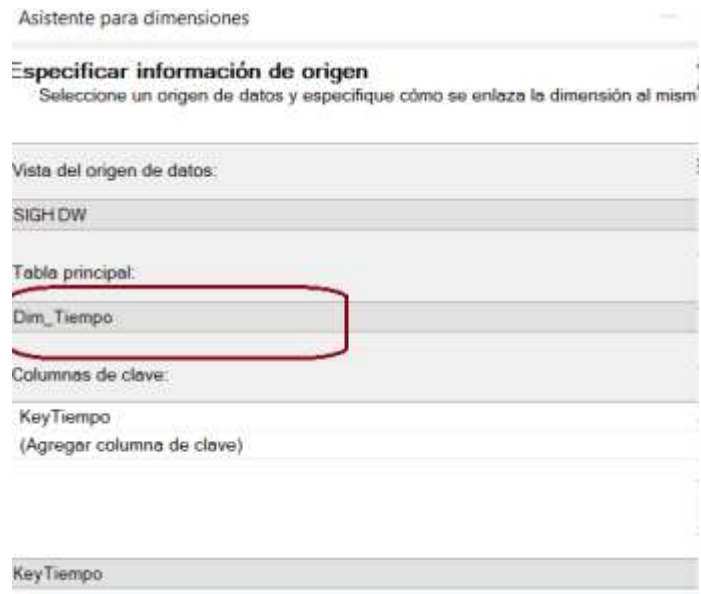 Asistente para dimensiones
Especificar información de origen
Seleccione un origen de datos y especifique cómo se enlaza la dimensión al mism
Vista del origen de datos:
SIGH DW
Tabla principal:
Dim_Tiempo
Columnas de clave:
KeyTiempo
(Agregar columna de clave)
KeyTiempo